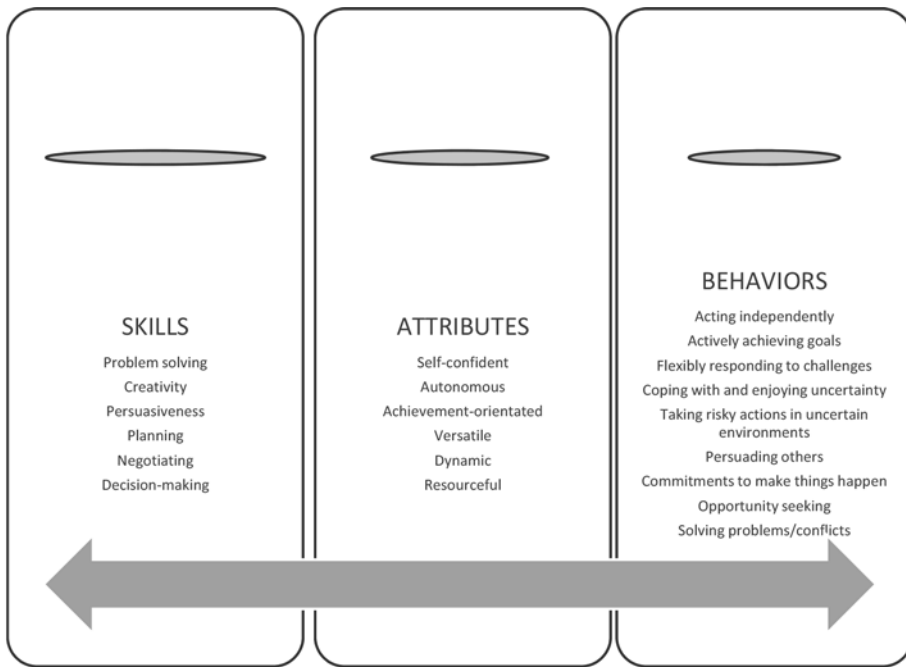 SKILLS
Problem solving
Creativity
Persuasiveness
Planning
Negotiating
Decision-making
ATTRIBUTES
Self-confident
Autonomous
Achievement-orientated
Versatile
Dynamic
Resourceful
BEHAVIORS
Acting independently
Actively achieving goals
Flexibly responding to challenges
Coping with and enjoying uncertainty
Taking risky actions in uncertain
environments
Persuading others
Commitments to make things happen
Opportunity seeking
Solving problems/conflicts